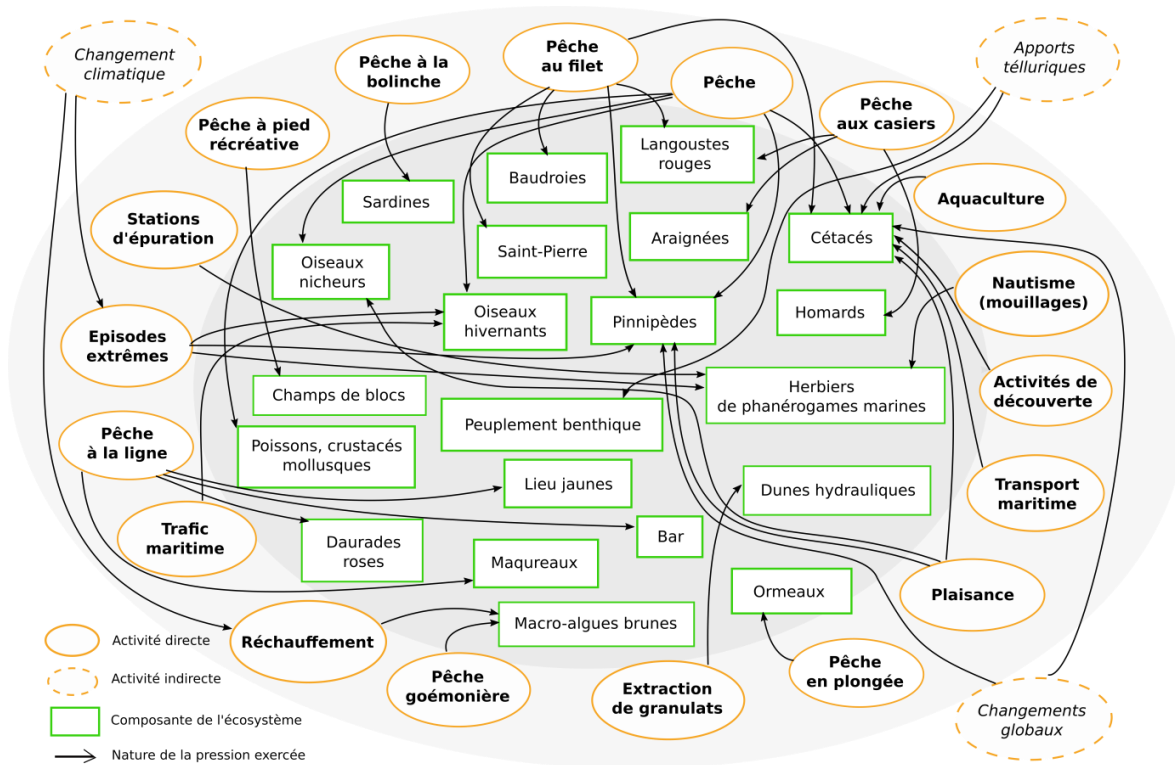 Changement
climatique
Pêche à la
bolinche
Pêche
au filet
Pêche
Apports
télluriques
Pêche à pied
récréative
Pêche
aux casiers
Langoustes
rouges
Baudroies
Sardines
Aquaculture
Stations
d'épuration
Saint-Pierre
Araignées
Cétacés
Oiseaux
nicheurs
Nautisme
(mouillages)
Oiseaux
hivernants
Pinnipèdes
Homards
Episodes
extrêmes
Champs de blocs
Herbiers
de phanérogames marines
Activités de
découverte
Peuplement benthique
Pêche
à la ligne
Poissons, crustacés
mollusques
Lieu jaunes
Dunes hydrauliques
Transport
maritime
Trafic
maritime
Daurades
roses
Bar
Maqureaux
Ormeaux
Plaisance
Réchauffement
Macro-algues brunes
Pêche
goémonière
Extraction
de granulats
Pêche
en plongée
Changements
globaux
Activité directe
Activité indirecte
Composante de l'écosystème
Nature de la pression exercée